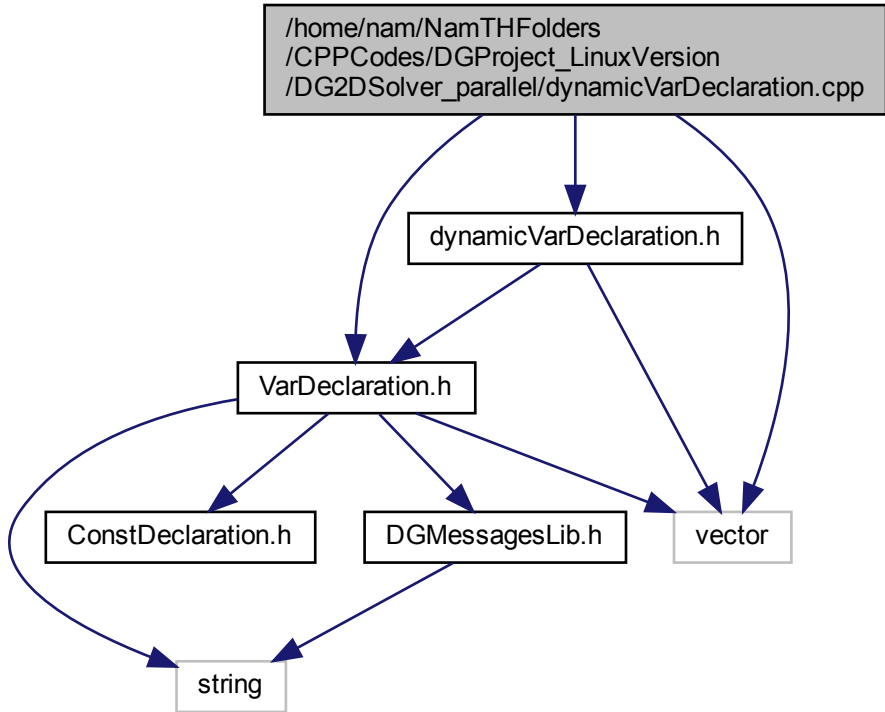 /home/nam/NamTHFolders
/CPPCodes/DGProject_LinuxVersion
/DG2DSolver_parallel/dynamicVarDeclaration.cpp
dynamicVarDeclaration.h
VarDeclaration.h
ConstDeclaration.h
DGMessagesLib.h
vector
string